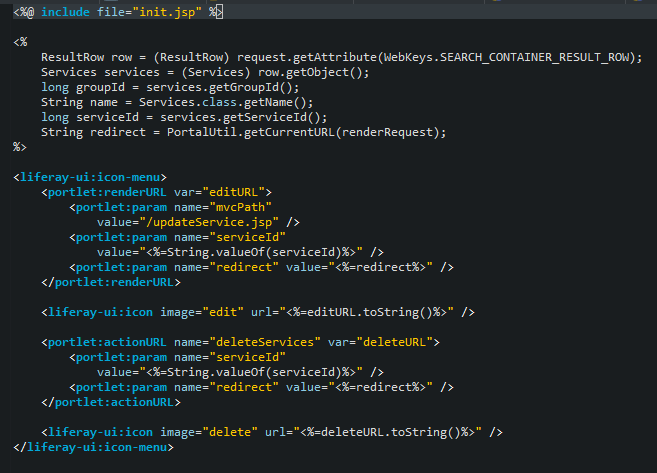 <%@ include file="init.jsp" %>
<%
ResultRow row = (ResultRow) request.getAttribute(WebKeys.SEARCH_CONTAINER_RESULT_ROW);
Services services = (Services) row.getObject();
long groupId = services.getGroupId();
String name = Services.class.getName();
long serviceId = services.getServiceId();
String redirect = PortalUtil.getCurrentURL(renderRequest);
%>
<liferay-ui:icon-menu>
<portlet:renderURL var="editURL">
<portlet:param name="mvcPath"
value="/updateService.jsp" />
<portlet:param name="serviceId"
value="<%=String.valueOf(serviceId)%>" />
<portlet:param name="redirect" value="<%=redirect%>" />
</portlet:renderURL>
<liferay-ui:icon image="edit" url="<%=editURL.toString()%>" />
<portlet:actionURL name="deleteServices" var="deleteURL">
<portlet:param name="serviceId"
value="<%=String.valueOf(serviceId)%>" />
<portlet:param name="redirect" value="<%=redirect%>" />
</portlet:actionURL>
<liferay-ui:icon image="delete" url="<%=deleteURL.toString()%>" />
</liferay-ui:icon-menu>